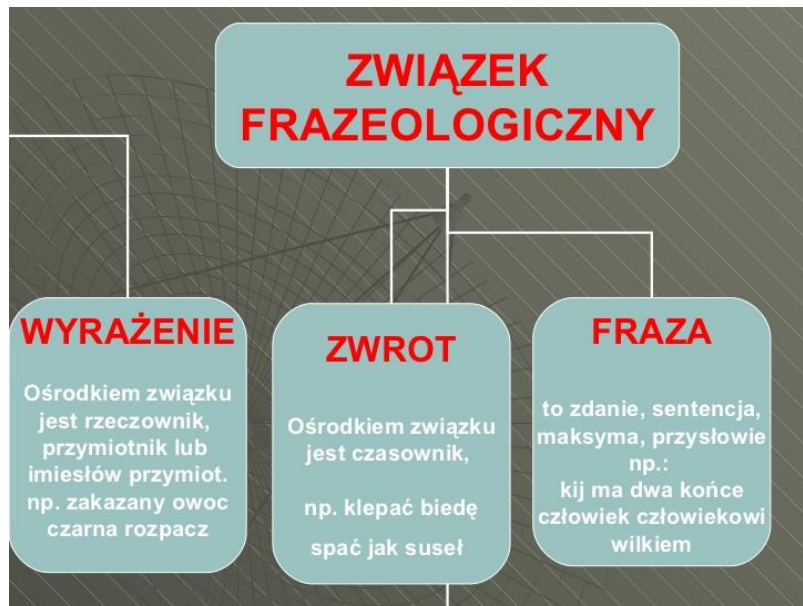 ZWIĄZEK
FRAZEOLOGICZNY
WYRAŻENIE
Ośrodkiem związku
jest rzeczownik,
przymiotnik lub
imiesłów przymiot.
np. zakazany owoc
czarna rozpacz
ZWROT
Ośrodkiem związku
jest czasownik,
np. klepać biedę
spać jak suseł
FRAZA
to zdanie, sentencja,
maksyma, przysłowie
np.:
kij ma dwa końce
człowiek człowiekowi
wilkiem